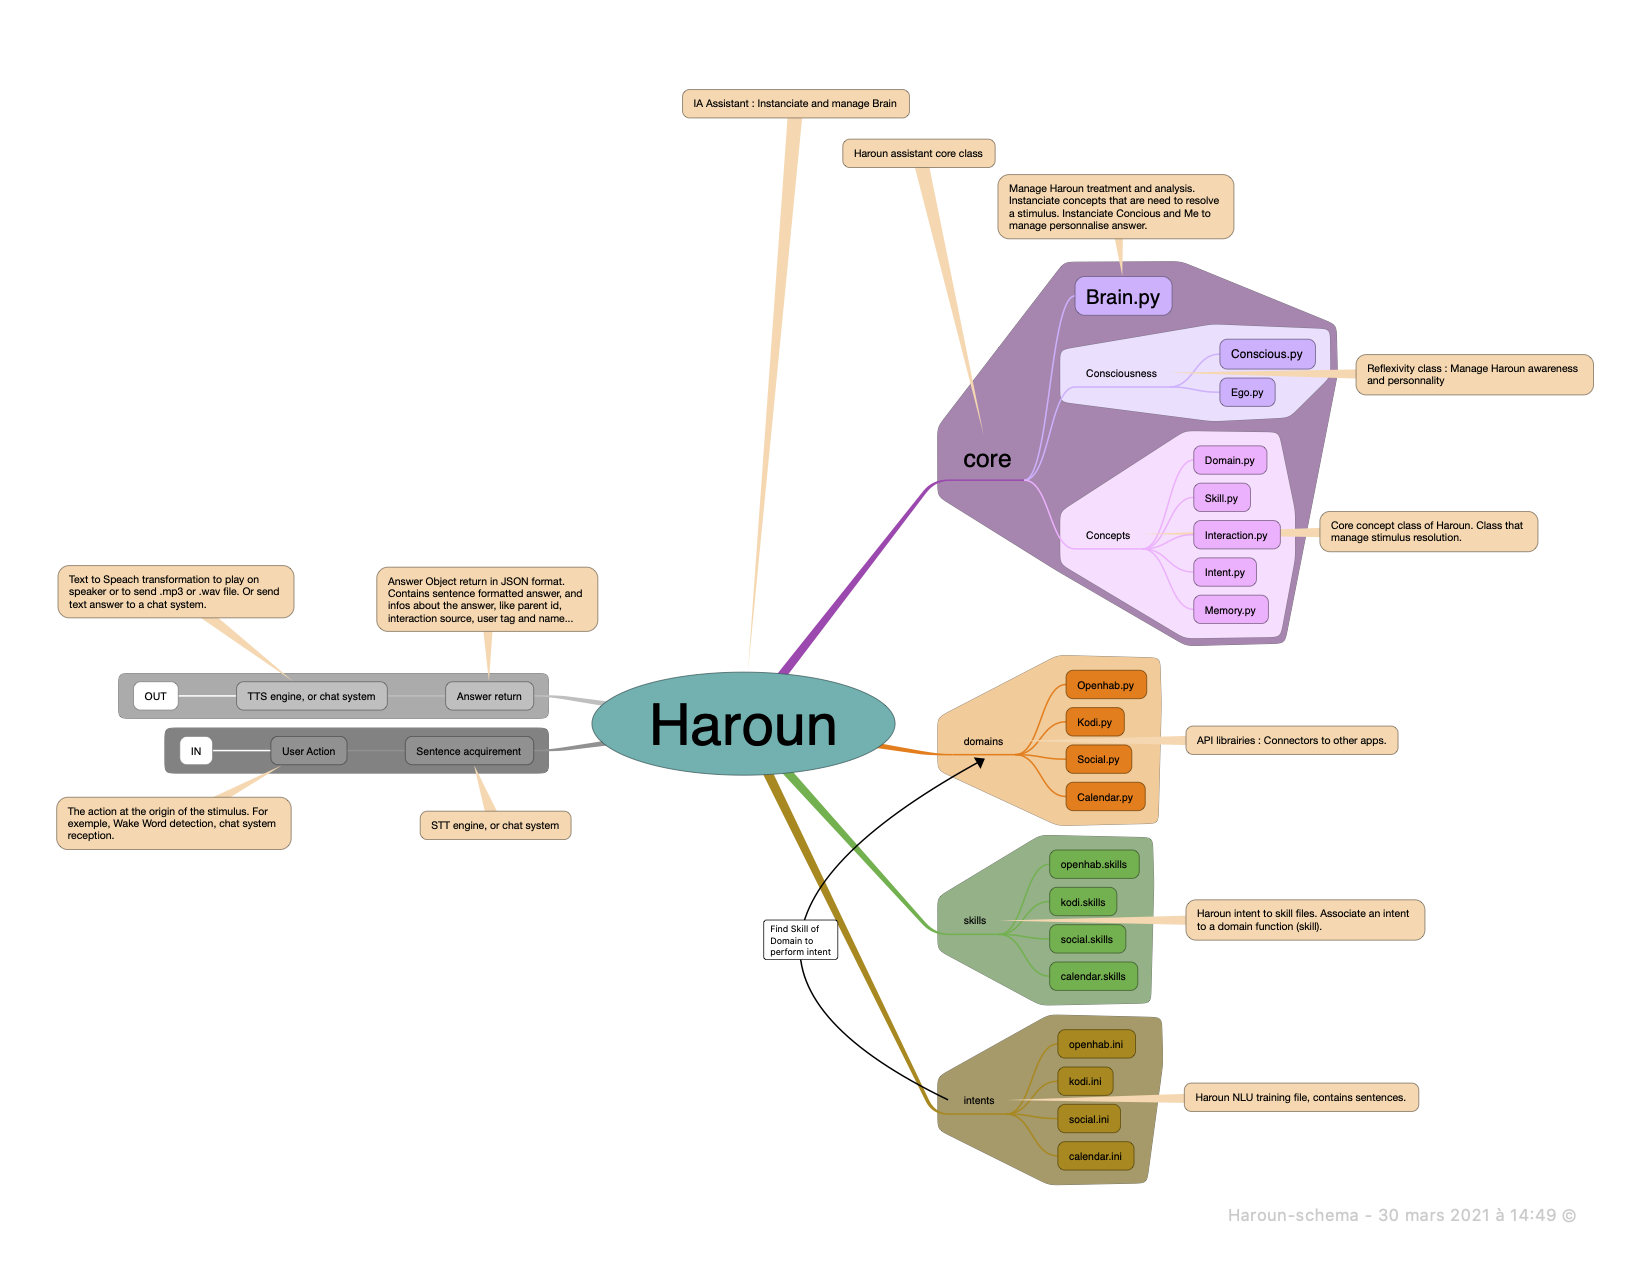 IA Assistant : Instanciate and manage Brain
Haroun assistant core class
Manage Haroun treatment and analysis.
Instanciate concepts that are need to resolve
a stimulus. Instanciate Concious and Me to
manage personnalise answer.
Brain.py
Consciousness
Conscious.py
Ego.py
Reflexivity class : Manage Haroun awareness
and personnality
core
Concepts
Domain.py
Skill.py
Interaction.py
Intent.py
Memory.py
Core concept class of Haroun. Class that
manage stimulus resolution.
Text to Speach transformation to play on
speaker or to send .mp3 or .wav file. Or send
text answer to a chat system.
Answer Object return in JSON format.
Contains sentence formatted answer, and
infos about the answer, like parent id,
interaction source, user tag and name...
OUT
TTS engine, or chat system
Answer return
IN
User Action
Sentence acquirement
The action at the origin of the stimulus. For
exemple, Wake Word detection, chat system
reception.
STT engine, or chat system
Haroun
domains
Openhab.py
Kodi.py
Social.py
Calendar.py
API librairies : Connectors to other apps.
skills
openhab.skills
kodi.skills
social.skills
calendar.skills
Haroun intent to skill files. Associate an intent
to a domain function (skill).
Find Skill of
Domain to
perform intent
intents
openhab.ini
kodi.ini
social.ini
calendar.ini
Haroun NLU training file, contains sentences.
Haroun-schema - 30 mars 2021 à 14:49 ©